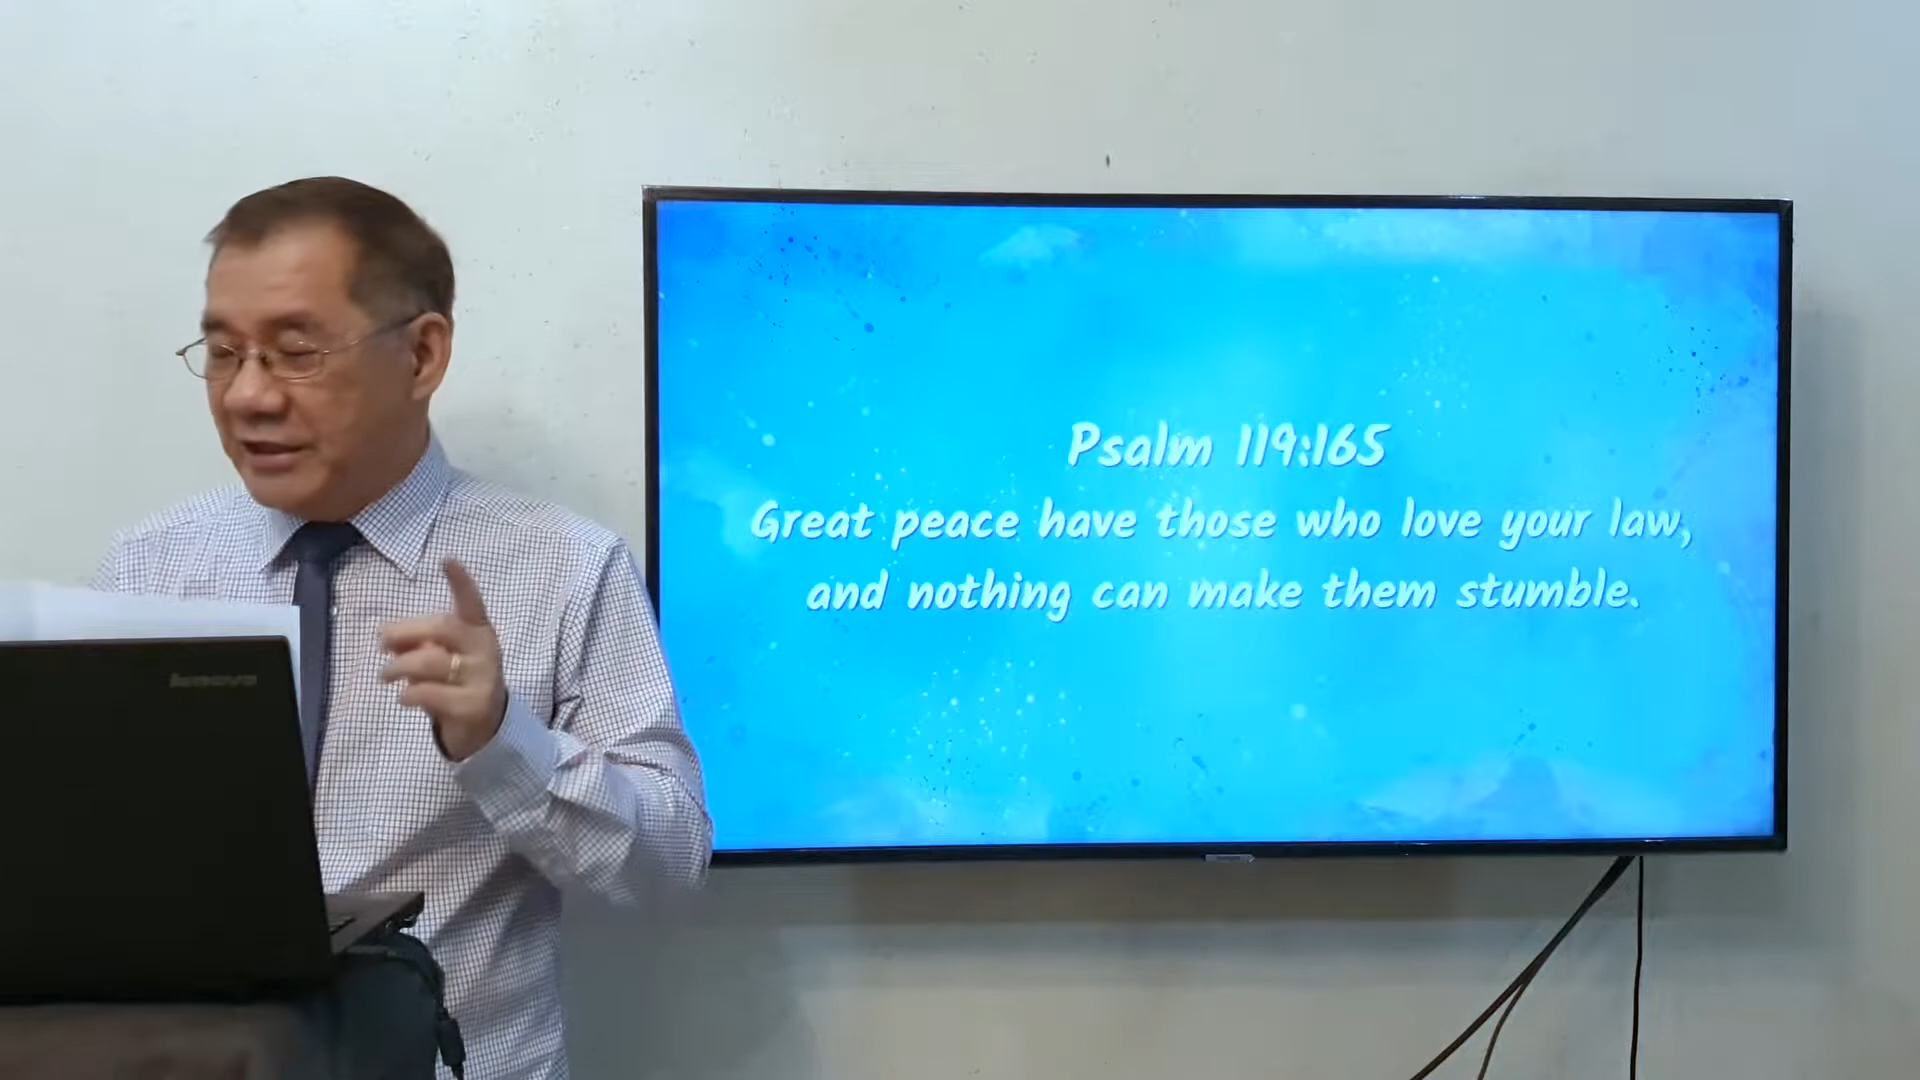 Psalm 119:165
Great peace have those who love your law,
and nothing can make them stumble.
lenovo